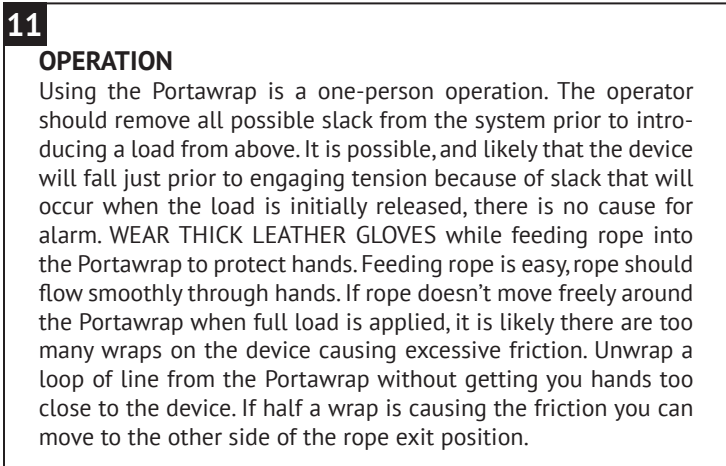 11
OPERATION
Using the Portawrap is a one-person operation. The operator
should remove all possible slack from the system prior to intro-
ducing a load from above. It is possible, and likely that the device
will fall just prior to engaging tension because of slack that will
occur when the load is initially released, there is no cause for
alarm. WEAR THICK LEATHER GLOVES while feeding rope into
the Portawrap to protect hands. Feeding rope is easy, rope should
flow smoothly through hands. If rope doesn’t move freely around
the Portawrap when full load is applied, it is likely there are too
many wraps on the device causing excessive friction. Unwrap a
loop of line from the Portawrap without getting you hands too
close to the device. If half a wrap is causing the friction you can
move to the other side of the rope exit position.